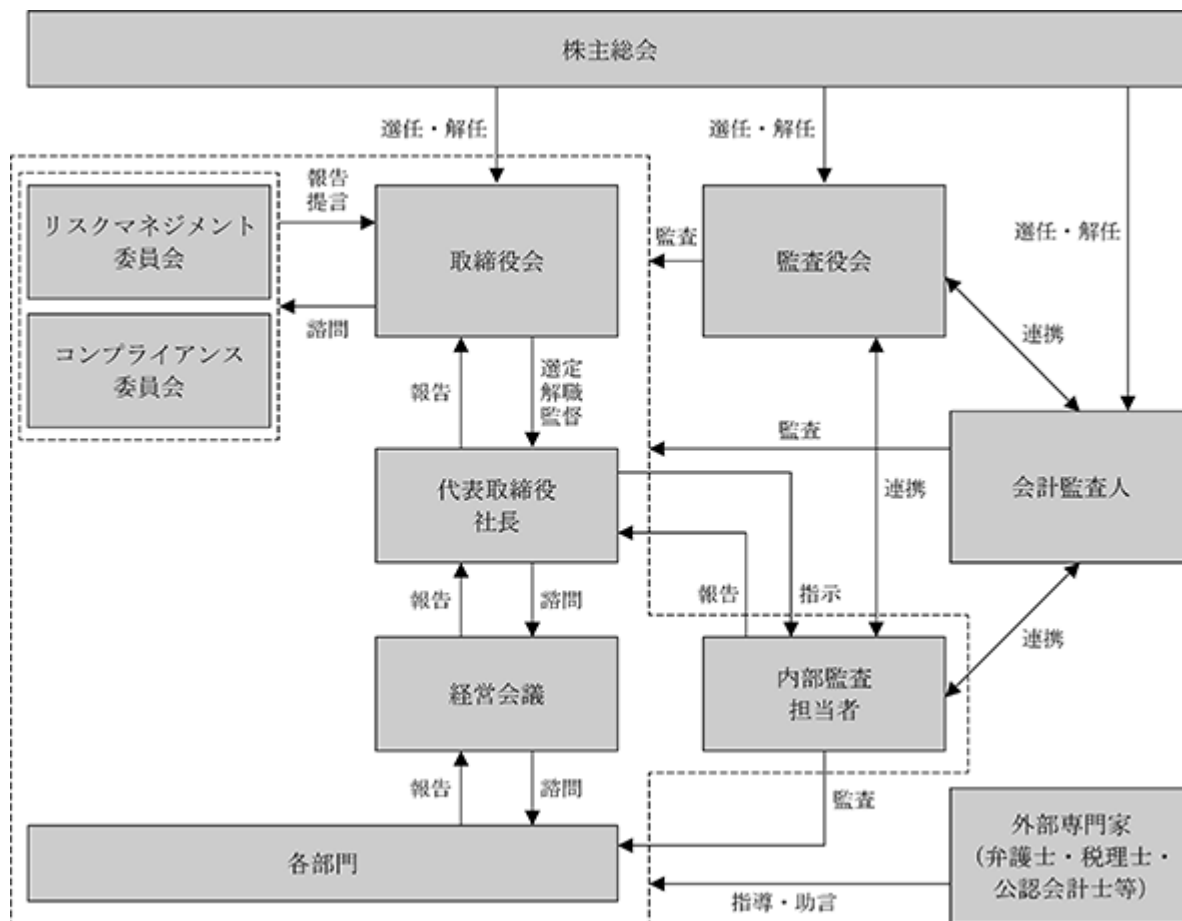 株主総会
選任・解任
選任・解任
選任・解任
報告
提言
リスクマネジメント
委員会
取締役会
監査
監査役会
諮問
連携
コンプライアンス
委員会
報告
選定
解職
監督
監査
代表取締役
社長
連携
会計監査人
報告
諮問
報告
指示
連携
経営会議
内部監査
担当者
報告
諮問
監査
各部門
外部専門家
（弁護士・税理士・
公認会計士等）
指導・助言